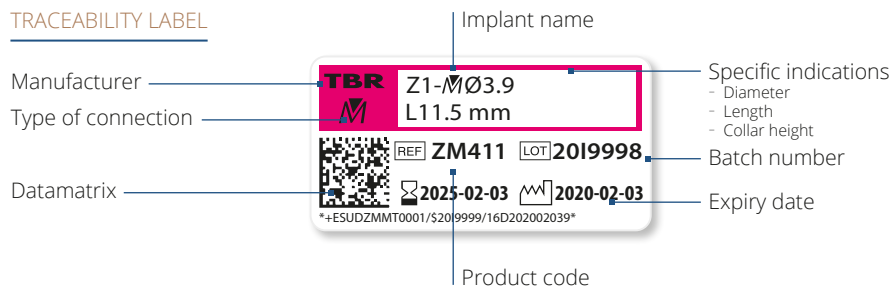 TRACEABILITY LABEL
Implant name
Manufacturer
Type of connection
Datamatrix
TBR
M
Z1-MØ3.9
L11.5 mm
REF ZM411 LOT 20I9998
2025-02-03 2020-02-03
*+ESUDZMMT0001/$20I9999/16D202002039*
Specific indications
- Diameter
- Length
- Collar height
Batch number
Expiry date
Product code